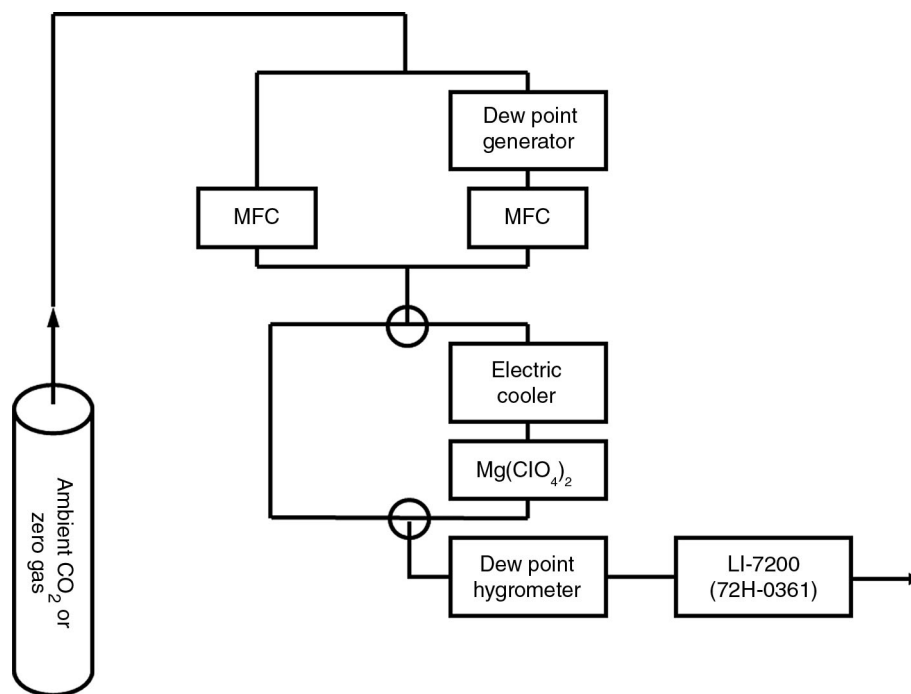 Dew point
generator
MFC
MFC
Electric
cooler
Mg(ClO₄)₂
Ambient CO₂ or
zero gas
Dew point
hygrometer
LI-7200
(72H-0361)